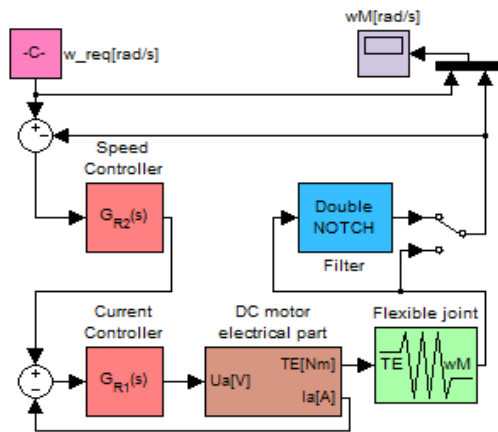 wM[rad/s]
-C-
w_req[rad/s]
+
−
Speed
Controller
G_R2(s)
Double
NOTCH
Filter
Current
Controller
G_R1(s)
DC motor
electrical part
Ua[V]
TE[Nm]
Ia[A]
Flexible joint
TE
wM
+
−